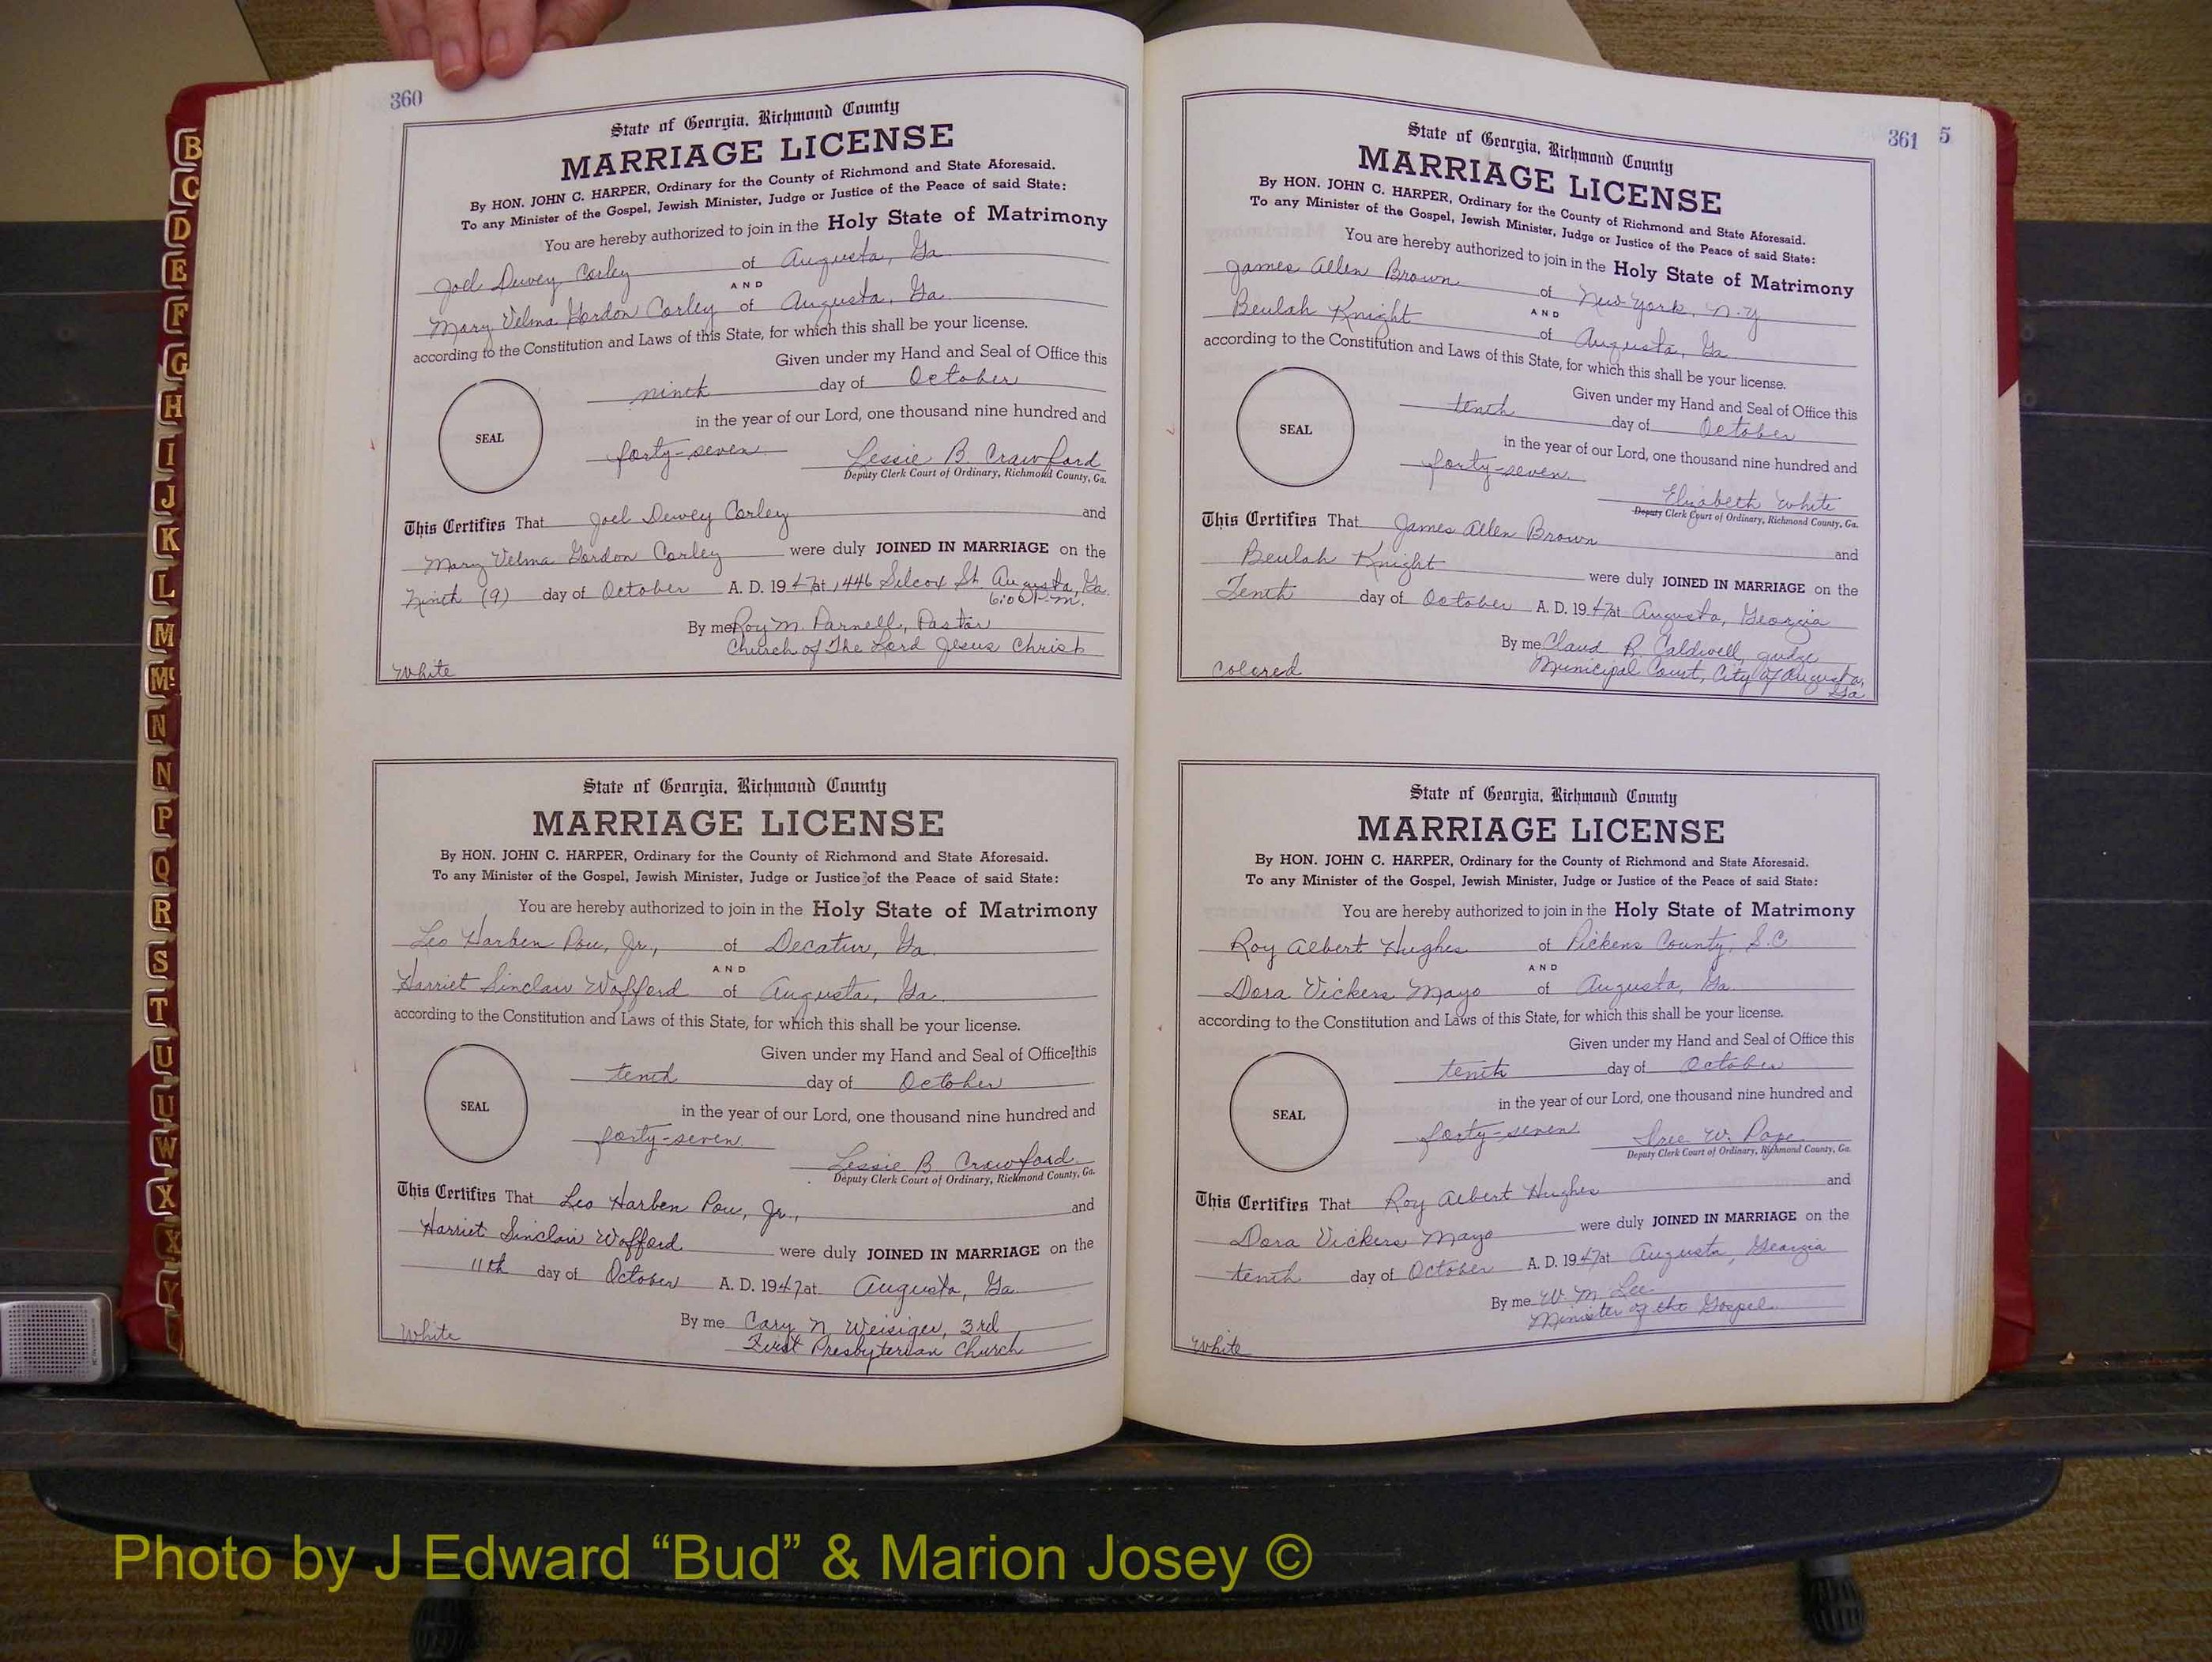 360
State of Georgia, Richmond County
MARRIAGE LICENSE
By HON. JOHN C. HARPER, Ordinary for the County of Richmond and State Aforesaid.
To any Minister of the Gospel, Jewish Minister, Judge or Justice of the Peace of said State:
You are hereby authorized to join in the Holy State of Matrimony
Joel Dewey Corley of Augusta, Ga.
AND
Mary Velma Gordon Corley of Augusta, Ga.
according to the Constitution and Laws of this State, for which this shall be your license.
Given under my Hand and Seal of Office this
ninth day of October
in the year of our Lord, one thousand nine hundred and
SEAL
forty-seven Lessie B. Crawford
Deputy Clerk Court of Ordinary, Richmond County, Ga.
This Certifies That Joel Dewey Corley and
Mary Velma Gordon Corley were duly JOINED IN MARRIAGE on the
Ninth (9) day of October A. D. 1947 at 1446 Silcox St. Augusta, Ga.
6:00 P.M.
By me Roy M. Parnell, Pastor
Church of The Lord Jesus Christ
White
State of Georgia, Richmond County
MARRIAGE LICENSE
By HON. JOHN C. HARPER, Ordinary for the County of Richmond and State Aforesaid.
To any Minister of the Gospel, Jewish Minister, Judge or Justice of the Peace of said State:
You are hereby authorized to join in the Holy State of Matrimony
Leo Harben Pou, Jr., of Decatur, Ga.
AND
Harriet Sinclair Wofford of Augusta, Ga.
according to the Constitution and Laws of this State, for which this shall be your license.
Given under my Hand and Seal of Office this
tenth day of October
in the year of our Lord, one thousand nine hundred and
SEAL
forty-seven Lessie B. Crawford
Deputy Clerk Court of Ordinary, Richmond County, Ga.
This Certifies That Leo Harben Pou, Jr., and
Harriet Sinclair Wofford were duly JOINED IN MARRIAGE on the
11th day of October A. D. 1947 at Augusta, Ga.
By me Cary N. Weisiger, 3rd
First Presbyterian Church
White
361
5
State of Georgia, Richmond County
MARRIAGE LICENSE
By HON. JOHN C. HARPER, Ordinary for the County of Richmond and State Aforesaid.
To any Minister of the Gospel, Jewish Minister, Judge or Justice of the Peace of said State:
You are hereby authorized to join in the Holy State of Matrimony
James Allen Brown of New York, N.Y
AND
Beulah Knight of Augusta, Ga.
according to the Constitution and Laws of this State, for which this shall be your license.
Given under my Hand and Seal of Office this
tenth day of October
in the year of our Lord, one thousand nine hundred and
SEAL
forty-seven Elizabeth White
Deputy Clerk Court of Ordinary, Richmond County, Ga.
This Certifies That James Allen Brown and
Beulah Knight were duly JOINED IN MARRIAGE on the
Tenth day of October A. D. 1947 at Augusta, Georgia
By me Claud R. Caldwell, Judge
Municipal Court, City of Augusta,
Ga
Colored
State of Georgia, Richmond County
MARRIAGE LICENSE
By HON. JOHN C. HARPER, Ordinary for the County of Richmond and State Aforesaid.
To any Minister of the Gospel, Jewish Minister, Judge or Justice of the Peace of said State:
You are hereby authorized to join in the Holy State of Matrimony
Roy Albert Hughes of Pickens County, S.C
AND
Dora Vickers Mayo of Augusta, Ga.
according to the Constitution and Laws of this State, for which this shall be your license.
Given under my Hand and Seal of Office this
tenth day of October
in the year of our Lord, one thousand nine hundred and
SEAL
forty-seven W. Pope
Deputy Clerk Court of Ordinary, Richmond County, Ga.
This Certifies That Roy Albert Hughes and
Dora Vickers Mayo were duly JOINED IN MARRIAGE on the
tenth day of October A. D. 1947 at Augusta, Georgia
By me W. M. Lee
Minister of the Gospel
White
B
C
D
E
F
G
H
I
J
K
L
M
Mc
N
N
P
Q
R
S
T
U
U
W
X
X
Y
Photo by J Edward “Bud” & Marion Josey ©